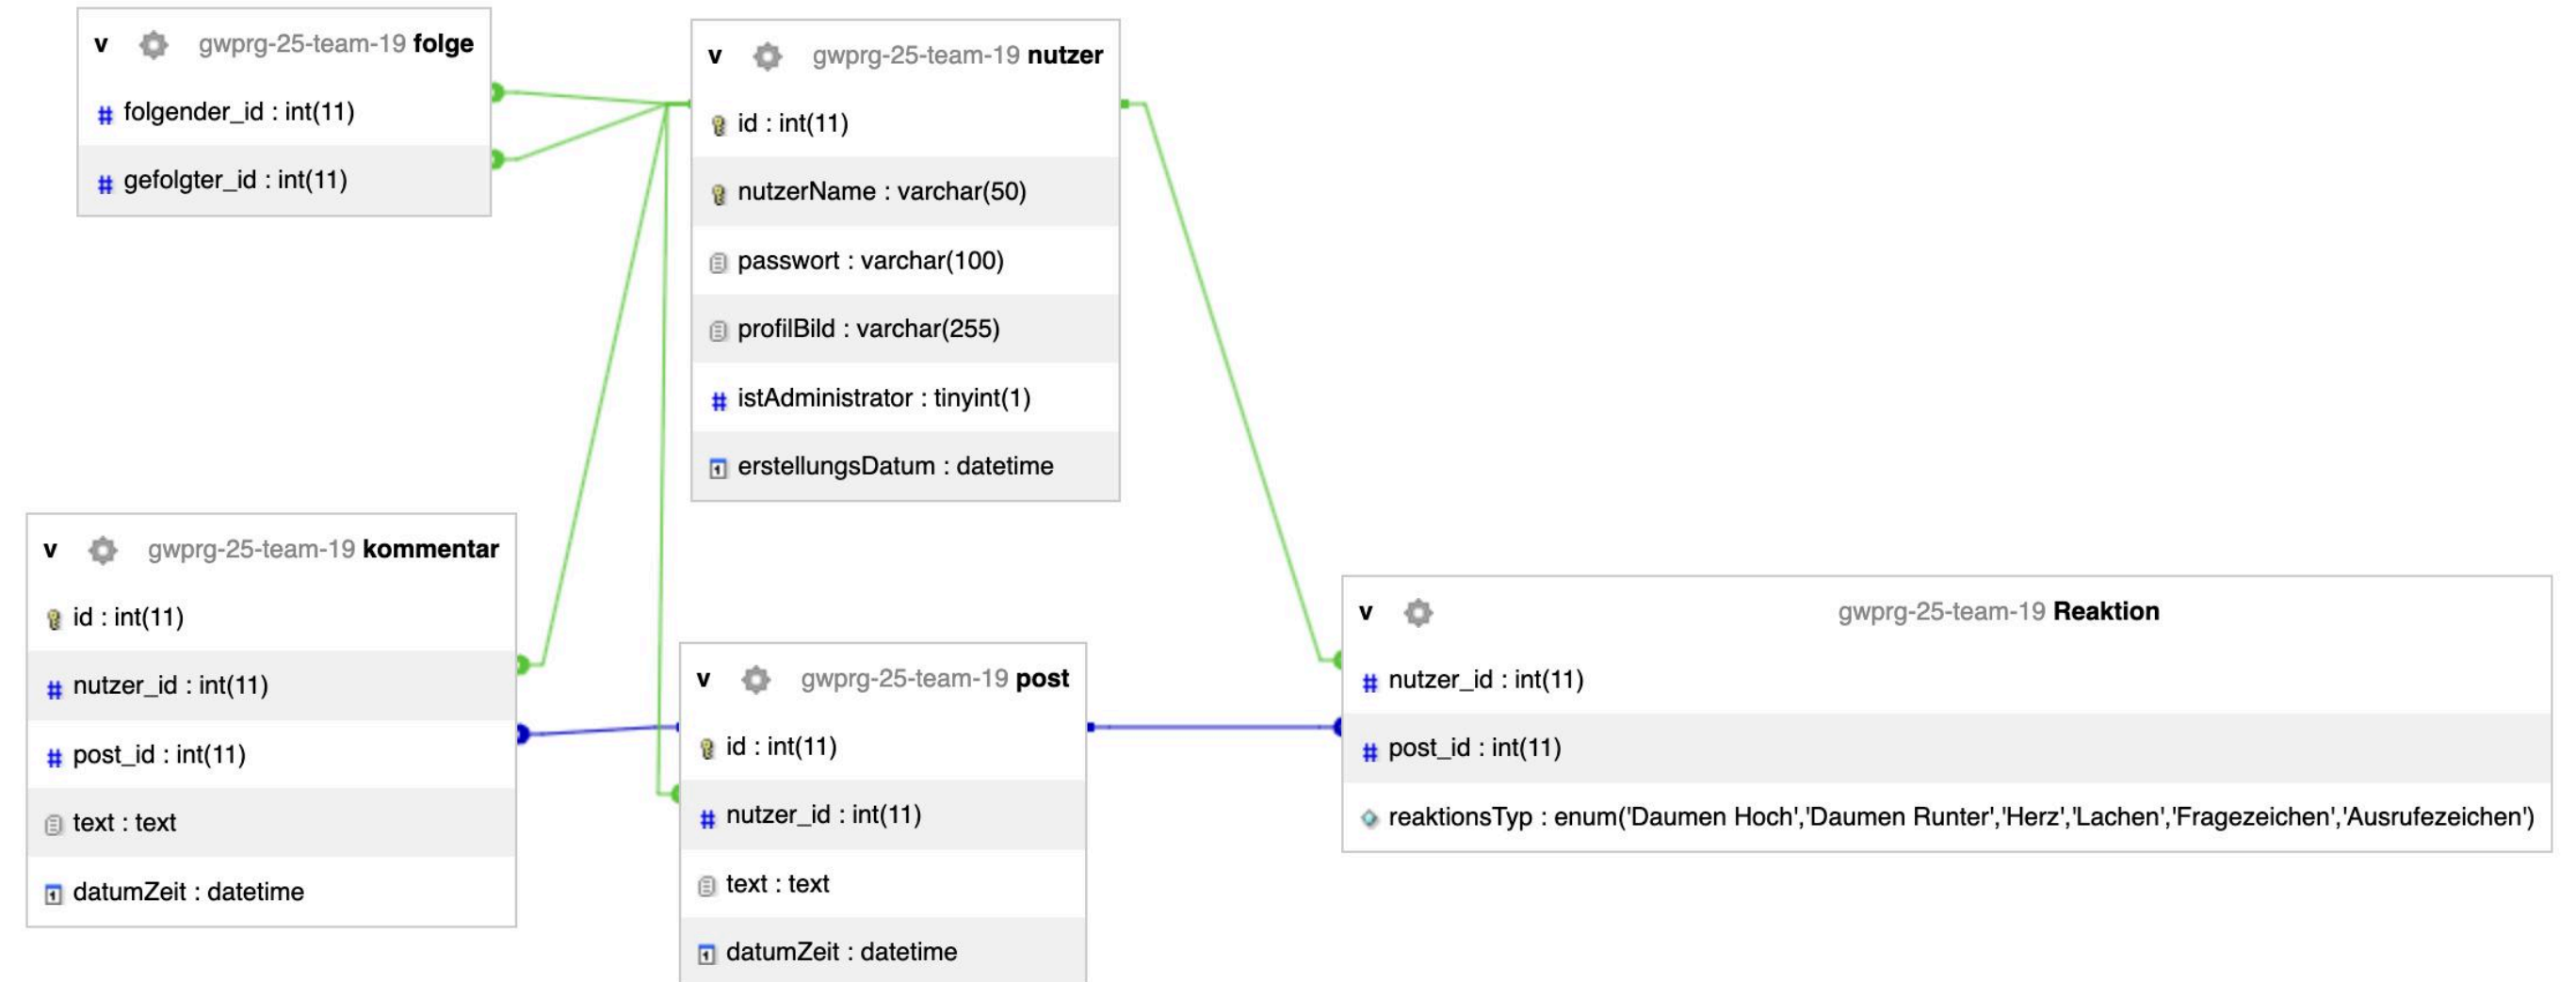 v gwprg-25-team-19 folge
folgender_id : int(11)
gefolgter_id : int(11)
v gwprg-25-team-19 nutzer
id : int(11)
nutzerName : varchar(50)
passwort : varchar(100)
profilBild : varchar(255)
istAdministrator : tinyint(1)
erstellungsDatum : datetime
v gwprg-25-team-19 kommentar
id : int(11)
nutzer_id : int(11)
post_id : int(11)
text : text
datumZeit : datetime
v gwprg-25-team-19 post
id : int(11)
nutzer_id : int(11)
text : text
datumZeit : datetime
v gwprg-25-team-19 Reaktion
nutzer_id : int(11)
post_id : int(11)
reaktionsTyp : enum('Daumen Hoch','Daumen Runter','Herz','Lachen','Fragezeichen','Ausrufezeichen')